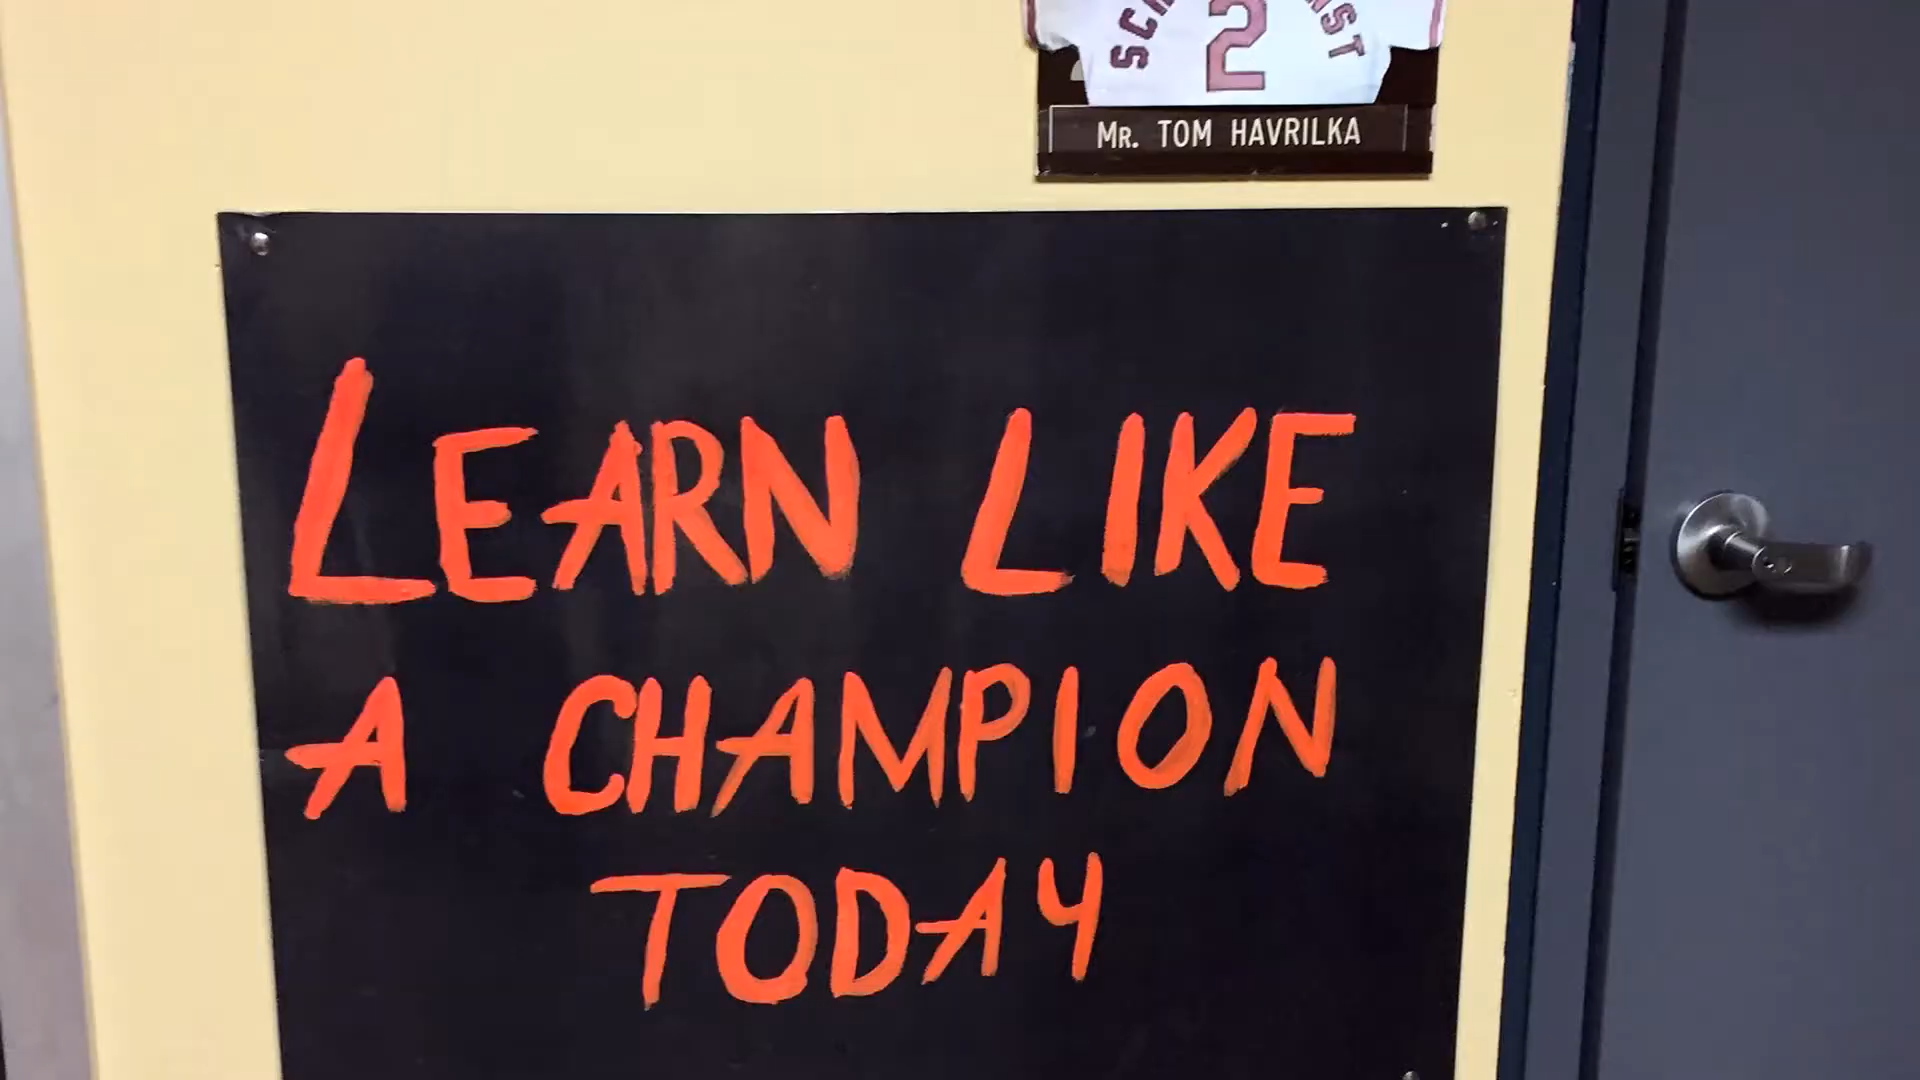 2
Mr. TOM HAVRILKA
LEARN LIKE
A CHAMPION
TODAY